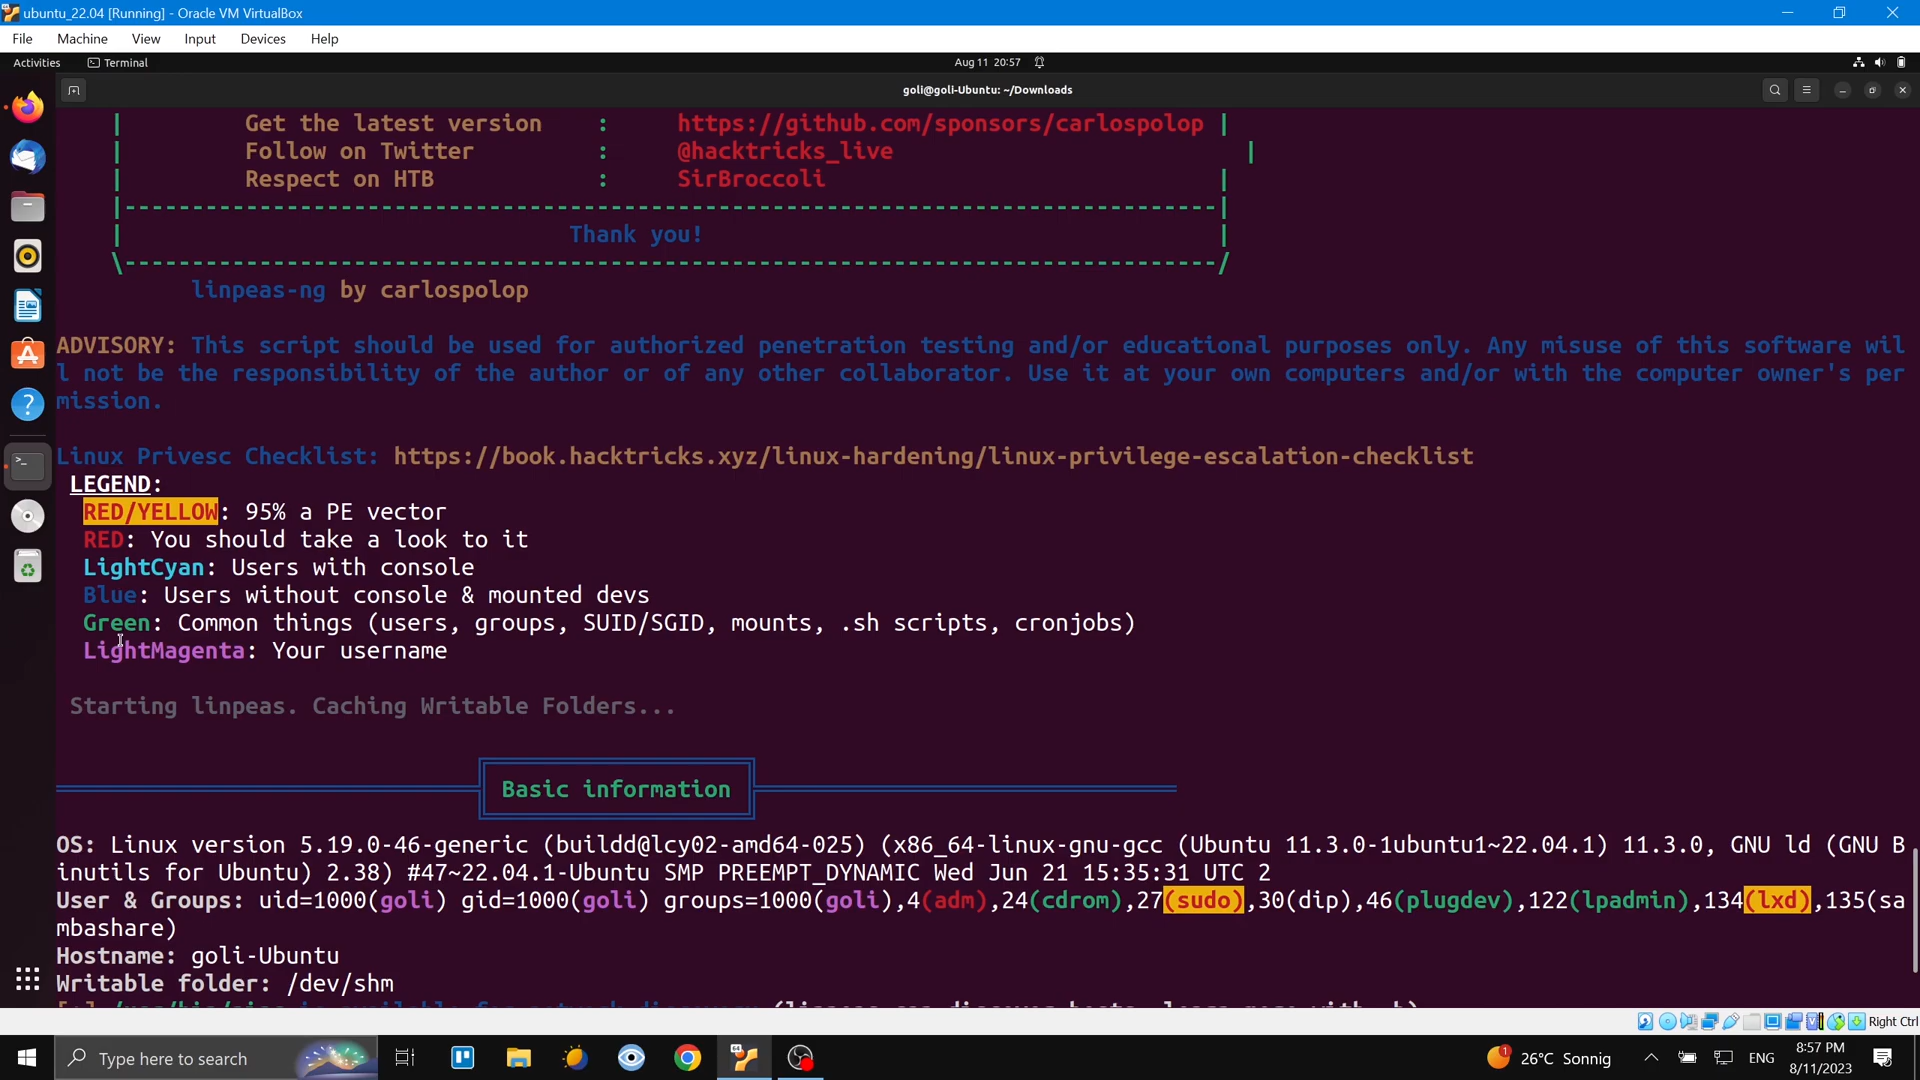 ubuntu_22.04 [Running] - Oracle VM VirtualBox
File Machine View Input Devices Help
Activities Terminal Aug 11 20:57
goli@goli-Ubuntu: ~/Downloads
| Get the latest version : https://github.com/sponsors/carlospolop |
| Follow on Twitter : @hacktricks_live |
| Respect on HTB : SirBroccoli |
|---------------------------------------------------------------------------------|
| Thank you! |
\---------------------------------------------------------------------------------/
linpeas-ng by carlospolop
ADVISORY: This script should be used for authorized penetration testing and/or educational purposes only. Any misuse of this software wil
l not be the responsibility of the author or of any other collaborator. Use it at your own computers and/or with the computer owner's per
mission.
Linux Privesc Checklist: https://book.hacktricks.xyz/linux-hardening/linux-privilege-escalation-checklist
LEGEND:
RED/YELLOW: 95% a PE vector
RED: You should take a look to it
LightCyan: Users with console
Blue: Users without console & mounted devs
Green: Common things (users, groups, SUID/SGID, mounts, .sh scripts, cronjobs)
LightMagenta: Your username
Starting linpeas. Caching Writable Folders...
Basic information
OS: Linux version 5.19.0-46-generic (buildd@lcy02-amd64-025) (x86_64-linux-gnu-gcc (Ubuntu 11.3.0-1ubuntu1~22.04.1) 11.3.0, GNU ld (GNU B
inutils for Ubuntu) 2.38) #47~22.04.1-Ubuntu SMP PREEMPT_DYNAMIC Wed Jun 21 15:35:31 UTC 2
User & Groups: uid=1000(goli) gid=1000(goli) groups=1000(goli),4(adm),24(cdrom),27(sudo),30(dip),46(plugdev),122(lpadmin),134(lxd),135(sa
mbashare)
Hostname: goli-Ubuntu
Writable folder: /dev/shm
Right Ctrl
Type here to search
1 26°C Sonnig ENG 8:57 PM
8/11/2023